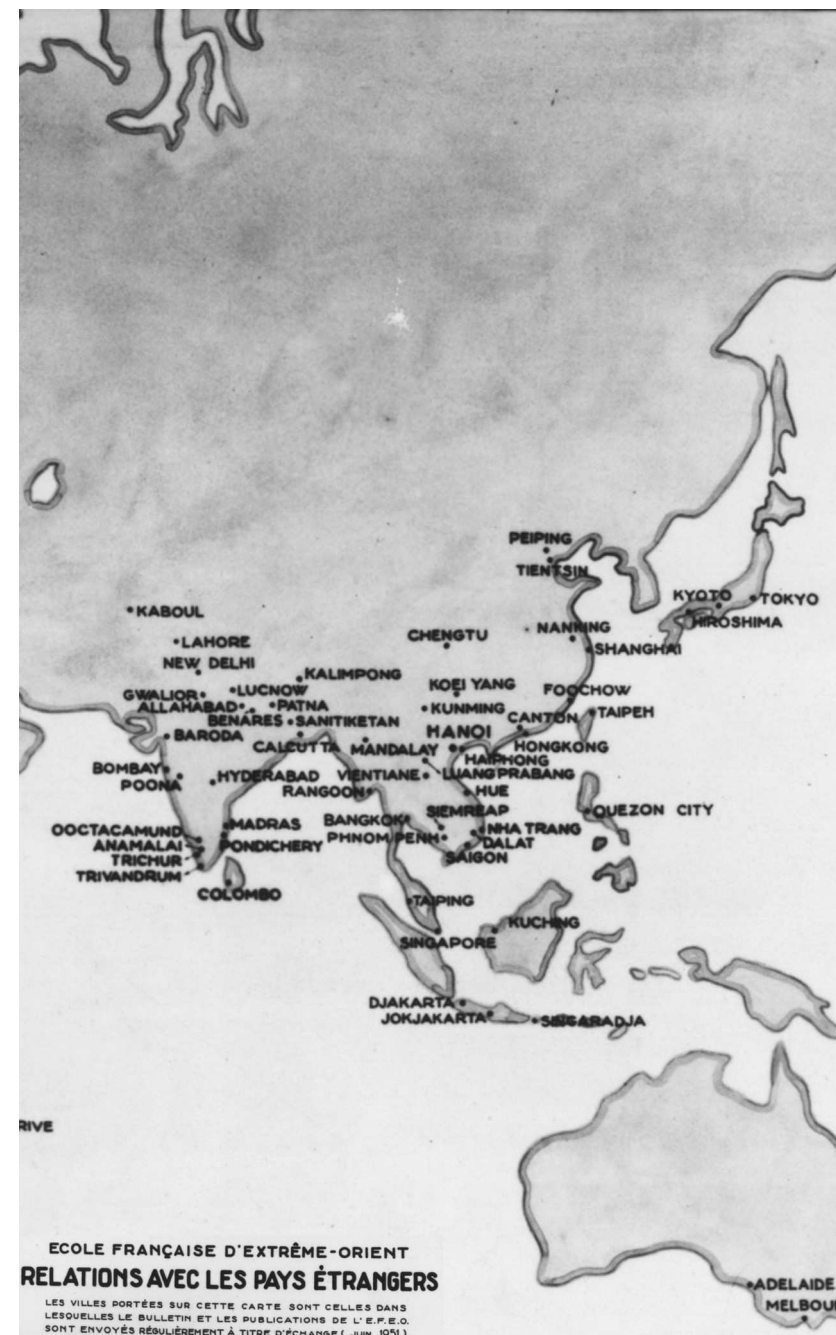 PEIPING
TIENTSIN
KABOUL
KYOTO
TOKYO
HIROSHIMA
LAHORE
CHENGTU
NANKING
SHANGHAI
NEW DELHI
KALIMPONG
GWALIOR
LUCNOW
KOEI YANG
FOOCHOW
ALLAHABAD
PATNA
KUNMING
TAIPEH
BENARES
SANITIKETAN
CANTON
BARODA
HANOI
CALCUTTA
MANDALAY
HONGKONG
HAIPHONG
BOMBAY
POONA
HYDERABAD
VIENTIANE
LUANG PRABANG
RANGOON
HUE
SIEMREAP
QUEZON CITY
BANGKOK
MADRAS
OOCTACAMUND
PHNOM PENH
NHA TRANG
ANAMALAI
PONDICHERY
DALAT
TRICHUR
SAIGON
TRIVANDRUM
COLOMBO
TAIPING
KUCHING
SINGAPORE
DJAKARTA
JOKJAKARTA
SINGARADJA
RIVE
ECOLE FRANÇAISE D'EXTRÊME-ORIENT
RELATIONS AVEC LES PAYS ÉTRANGERS
LES VILLES PORTÉES SUR CETTE CARTE SONT CELLES DANS
LESQUELLES LE BULLETIN ET LES PUBLICATIONS DE L'E.F.E.O.
SONT ENVOYÉS RÉGULIÈREMENT À TITRE D'ÉCHANGE ( JUIN 1951 )
ADELAIDE
MELBOU